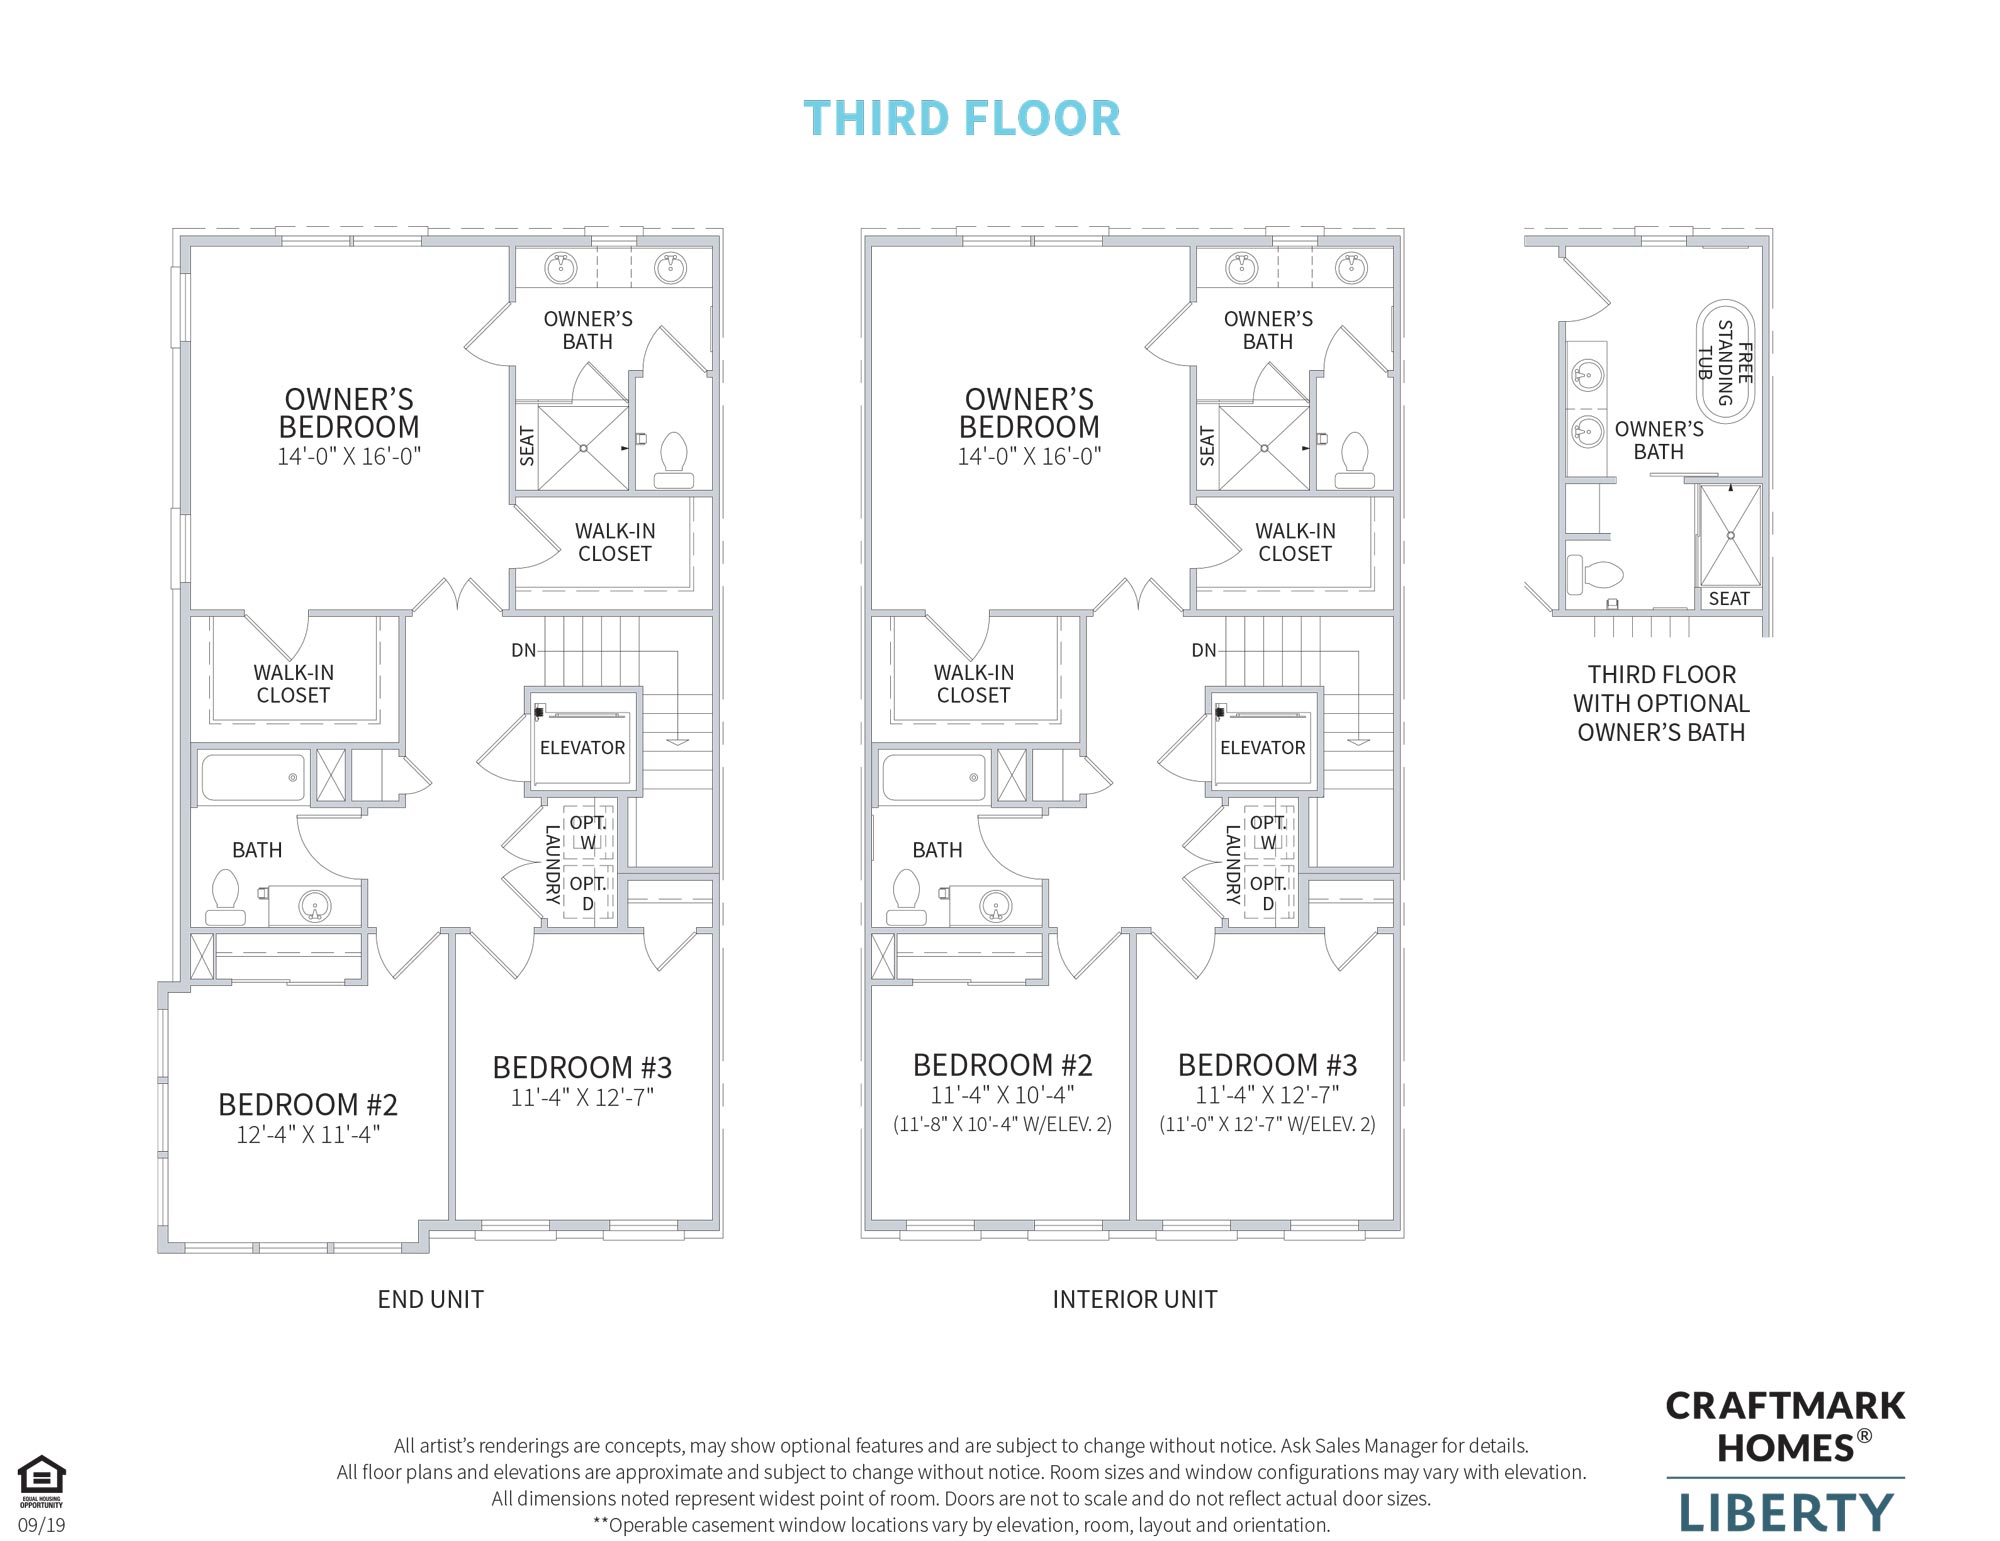 THIRD FLOOR
OWNER’S
BATH
OWNER’S
BEDROOM
14'-0" X 16'-0"
SEAT
WALK-IN
CLOSET
WALK-IN
CLOSET
DN
ELEVATOR
BATH
LAUNDRY
OPT.
W
OPT.
D
BEDROOM #3
11'-4" X 12'-7"
BEDROOM #2
12'-4" X 11'-4"
END UNIT
OWNER’S
BATH
OWNER’S
BEDROOM
14'-0" X 16'-0"
SEAT
WALK-IN
CLOSET
WALK-IN
CLOSET
DN
ELEVATOR
BATH
LAUNDRY
OPT.
W
OPT.
D
BEDROOM #2
11'-4" X 10'-4"
(11'-8" X 10'-4" W/ELEV. 2)
BEDROOM #3
11'-4" X 12'-7"
(11'-0" X 12'-7" W/ELEV. 2)
INTERIOR UNIT
FREE
STANDING
TUB
OWNER’S
BATH
SEAT
THIRD FLOOR
WITH OPTIONAL
OWNER’S BATH
All artist’s renderings are concepts, may show optional features and are subject to change without notice. Ask Sales Manager for details.
All floor plans and elevations are approximate and subject to change without notice. Room sizes and window configurations may vary with elevation.
All dimensions noted represent widest point of room. Doors are not to scale and do not reflect actual door sizes.
**Operable casement window locations vary by elevation, room, layout and orientation.
EQUAL HOUSING
OPPORTUNITY
09/19
CRAFTMARK
HOMES®
LIBERTY